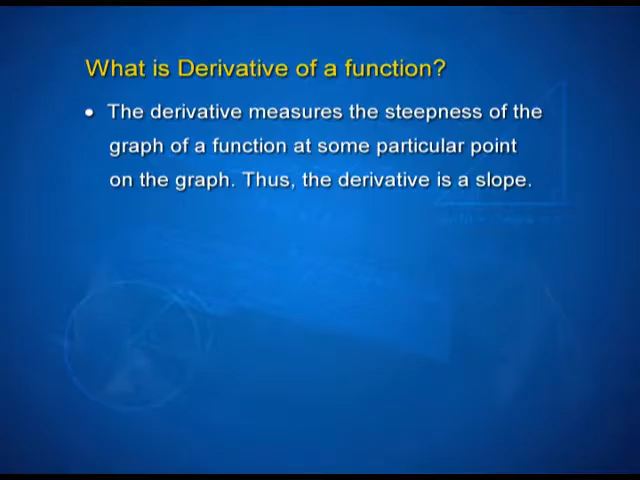 What is Derivative of a function?
• The derivative measures the steepness of the
graph of a function at some particular point
on the graph. Thus, the derivative is a slope.